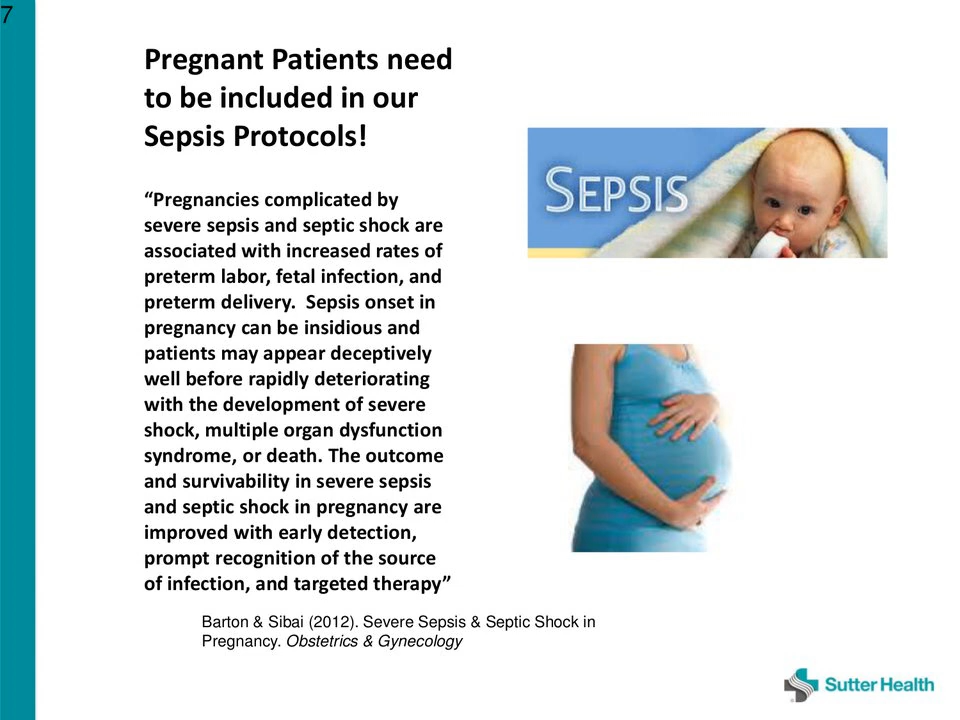 7
Pregnant Patients need
to be included in our
Sepsis Protocols!
SEPSIS
“Pregnancies complicated by
severe sepsis and septic shock are
associated with increased rates of
preterm labor, fetal infection, and
preterm delivery.  Sepsis onset in
pregnancy can be insidious and
patients may appear deceptively
well before rapidly deteriorating
with the development of severe
shock, multiple organ dysfunction
syndrome, or death. The outcome
and survivability in severe sepsis
and septic shock in pregnancy are
improved with early detection,
prompt recognition of the source
of infection, and targeted therapy”
Barton & Sibai (2012). Severe Sepsis & Septic Shock in
Pregnancy. Obstetrics & Gynecology
Sutter Health